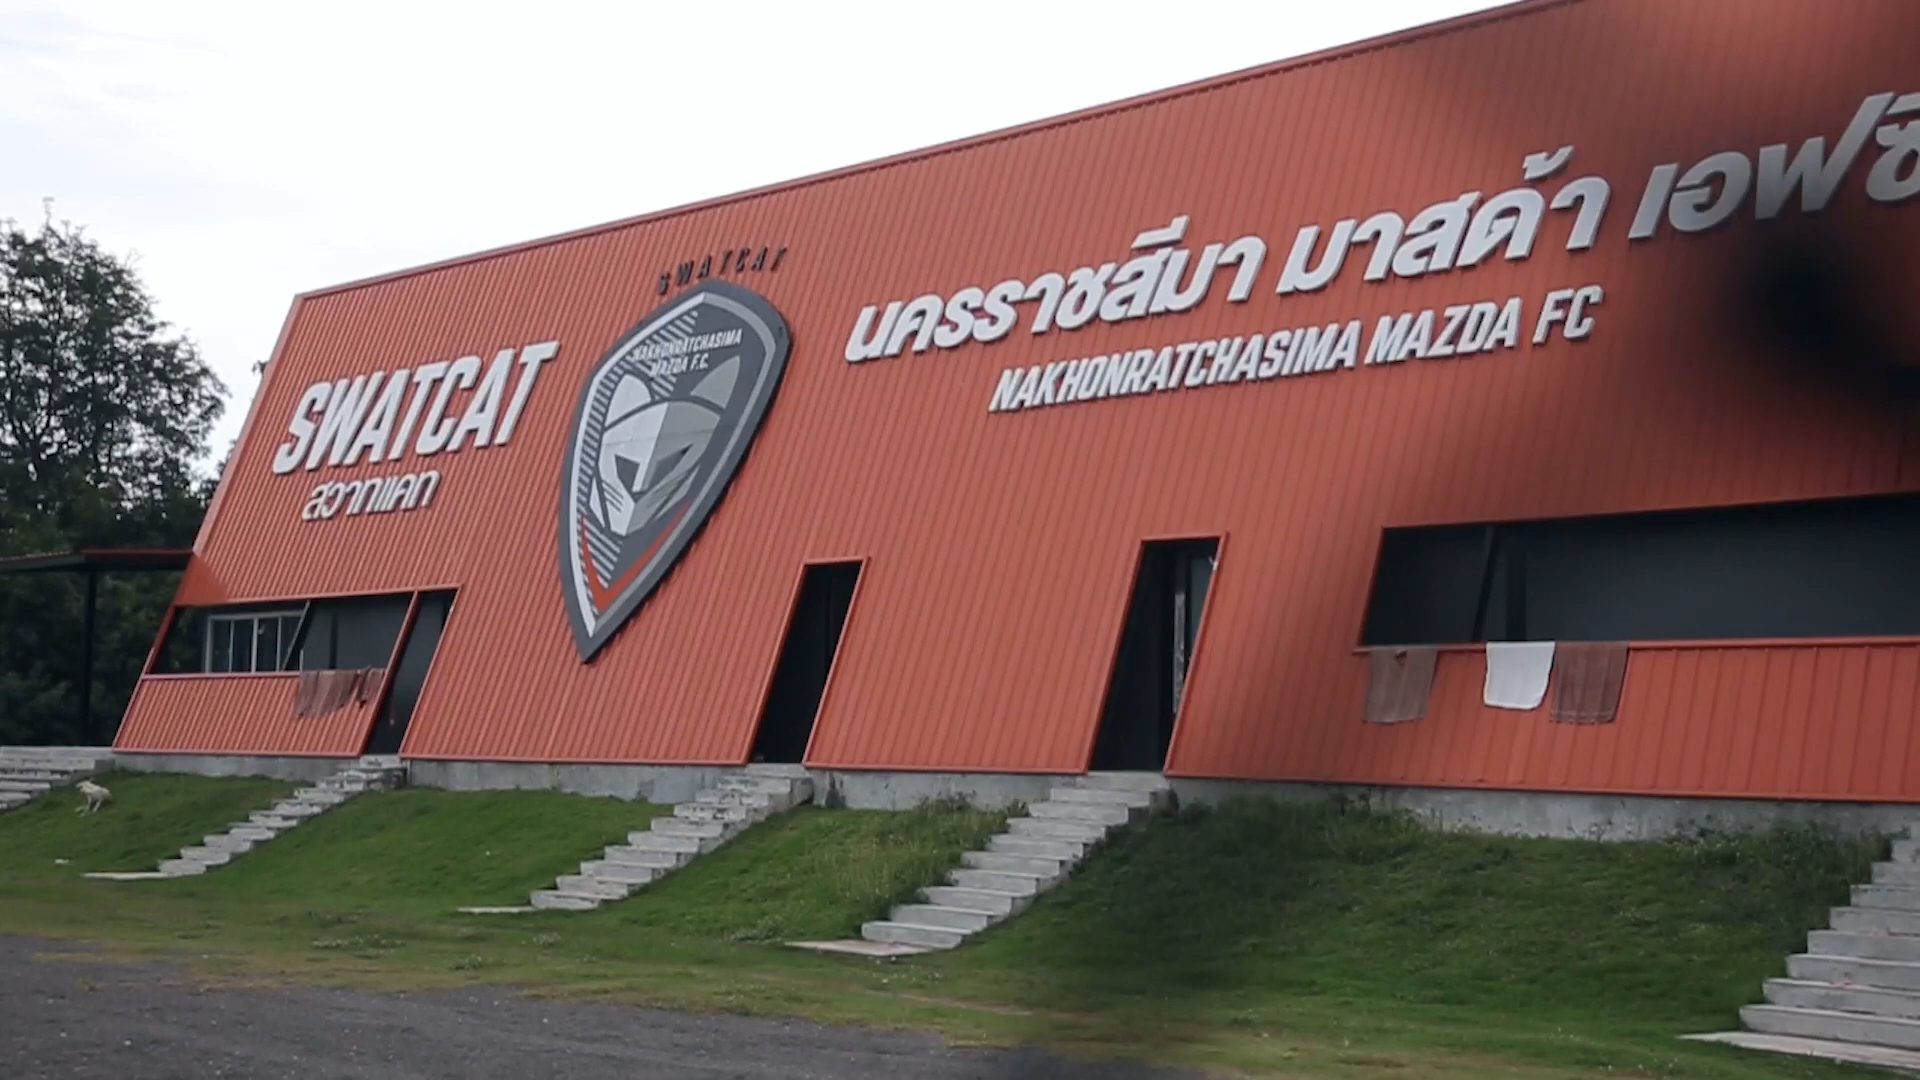 SWATCAT
สวาทแคท
SWATCAT
NAKHONRATCHASIMA
MAZDA F.C.
นครราชสีมา มาสด้า เอฟซี
NAKHONRATCHASIMA MAZDA FC